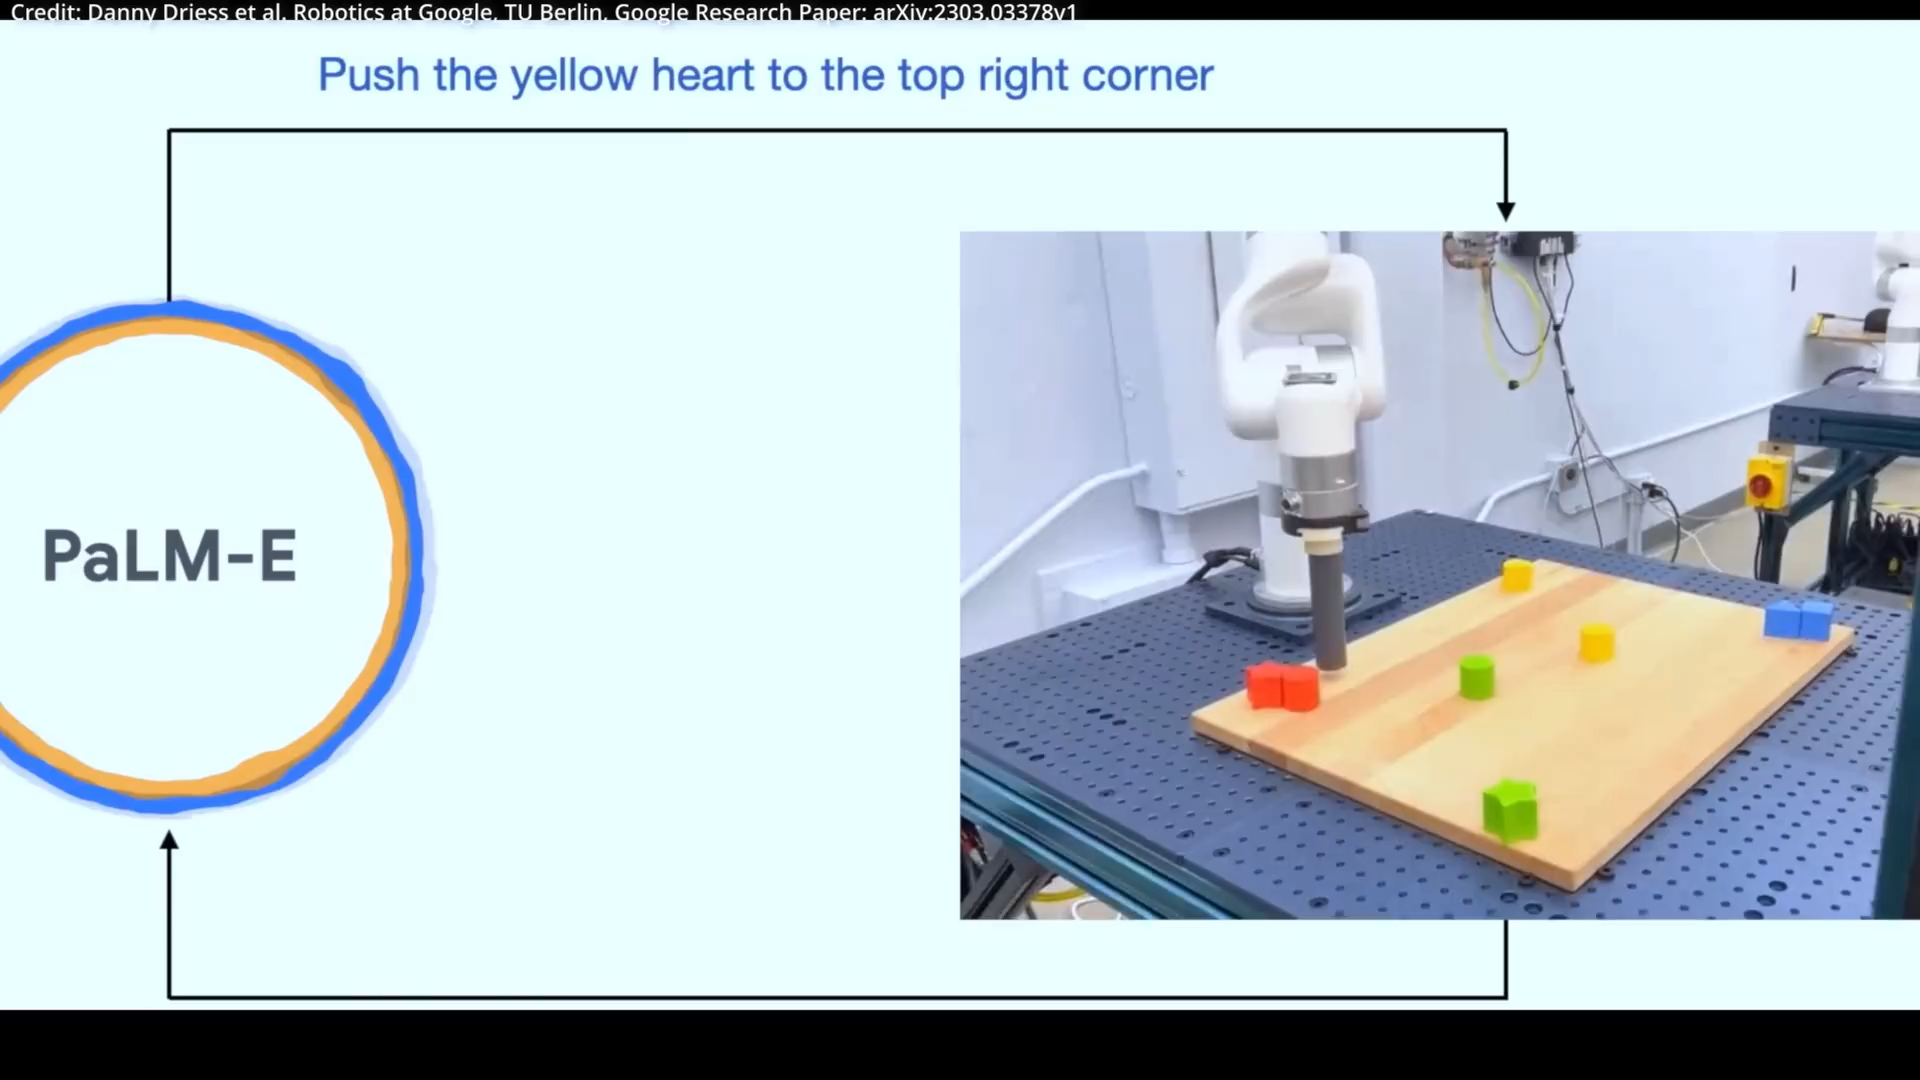 Credit: Danny Driess et al. Robotics at Google, TU Berlin, Google Research Paper: arXiv:2303.03378v1
Push the yellow heart to the top right corner
PaLM-E